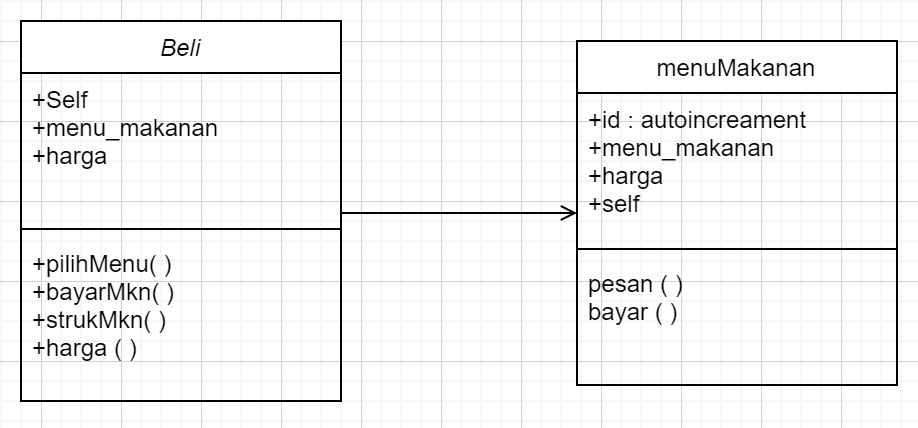 Beli
+Self
+menu_makanan
+harga
+pilihMenu( )
+bayarMkn( )
+strukMkn( )
+harga ( )
menuMakanan
+id : autoincreament
+menu_makanan
+harga
+self
pesan ( )
bayar ( )